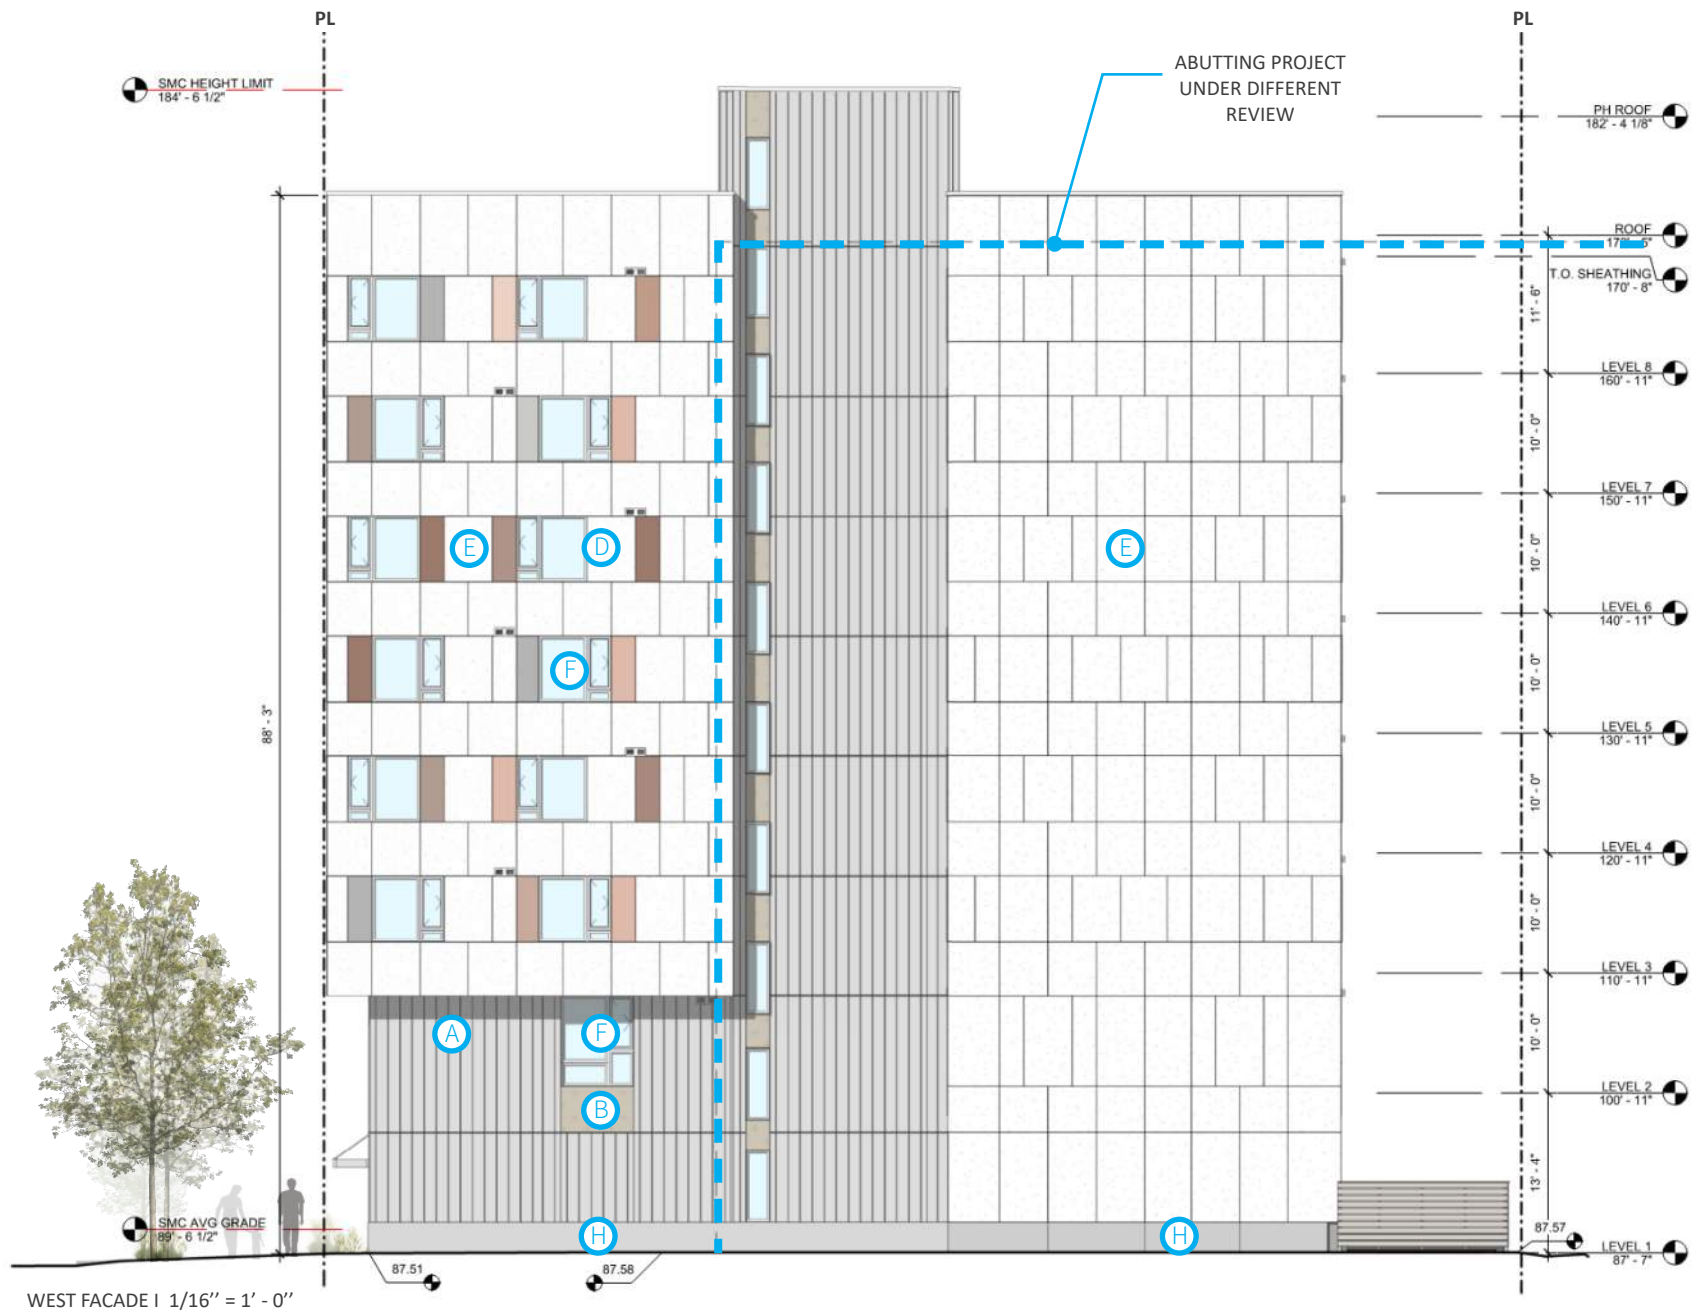 PL
PL
SMC HEIGHT LIMIT
184' - 6 1/2"
ABUTTING PROJECT
UNDER DIFFERENT
REVIEW
PH ROOF
182' - 4 1/8"
ROOF
T.O. SHEATHING
170' - 8"
11' - 6"
LEVEL 8
160' - 11"
10' - 0"
LEVEL 7
150' - 11"
E
D
E
10' - 0"
LEVEL 6
140' - 11"
F
10' - 0"
88' - 3"
LEVEL 5
130' - 11"
10' - 0"
LEVEL 4
120' - 11"
10' - 0"
LEVEL 3
110' - 11"
A
F
10' - 0"
LEVEL 2
100' - 11"
B
13' - 4"
SMC AVG GRADE
89' - 6 1/2"
H
H
87.57
LEVEL 1
87' - 7"
87.51
87.58
WEST FACADE I 1/16'' = 1' - 0''